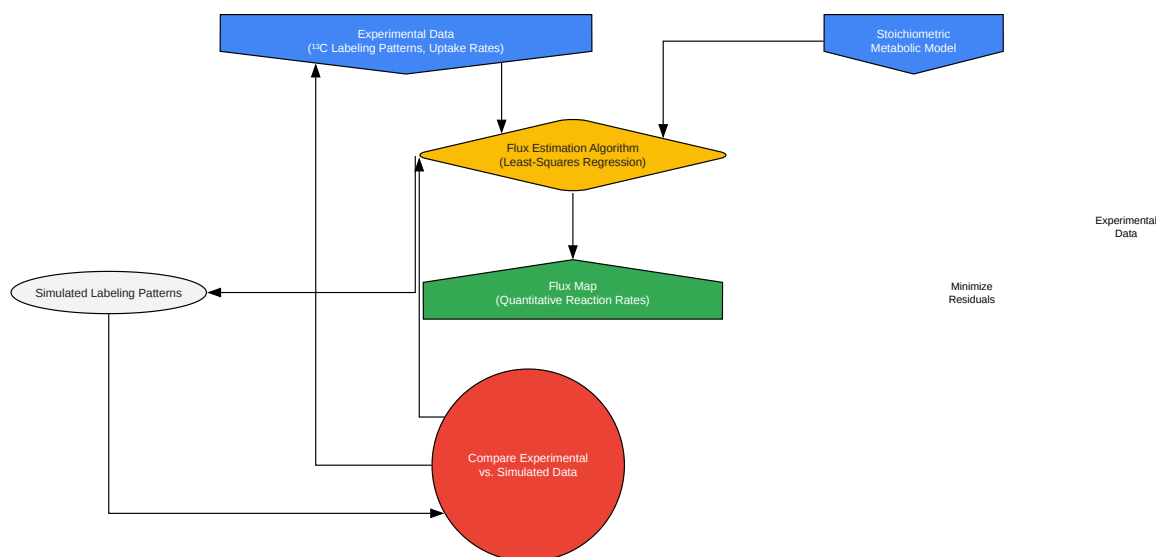 Experimental Data
(¹³C Labeling Patterns, Uptake Rates)
Stoichiometric
Metabolic Model
Flux Estimation Algorithm
(Least-Squares Regression)
Experimental
Data
Simulated Labeling Patterns
Flux Map
(Quantitative Reaction Rates)
Minimize
Residuals
Compare Experimental
vs. Simulated Data